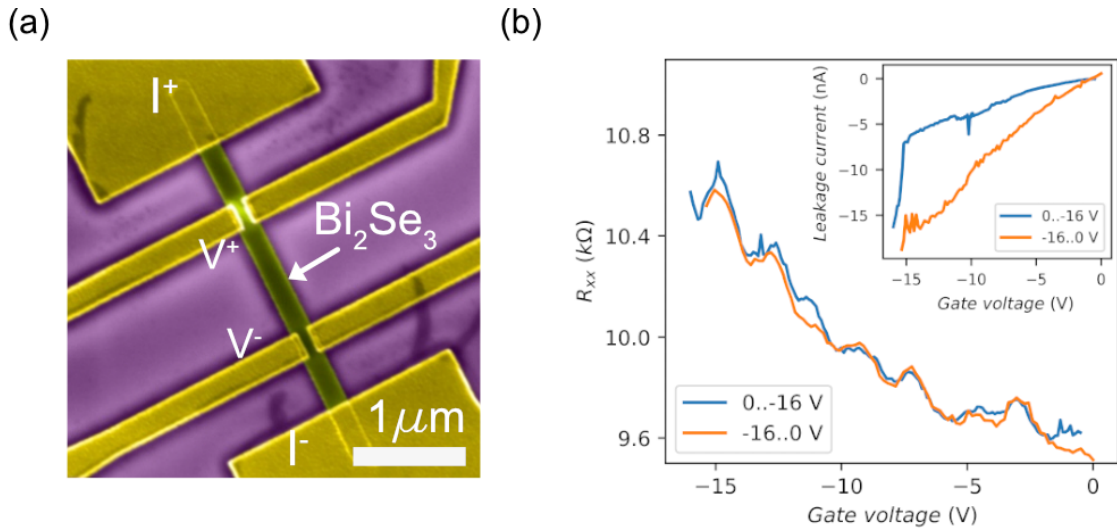 (a)
I⁺
Bi₂Se₃
V⁺
V⁻
1μm
I⁻
(b)
10.8
10.4
10.0
9.6
Rₓₓ (kΩ)
−15
−10
−5
0
Gate voltage (V)
0..-16 V
-16..0 V
0
−5
−10
−15
Leakage current (nA)
0..-16 V
-16..0 V
−15
−10
−5
0
Gate voltage (V)